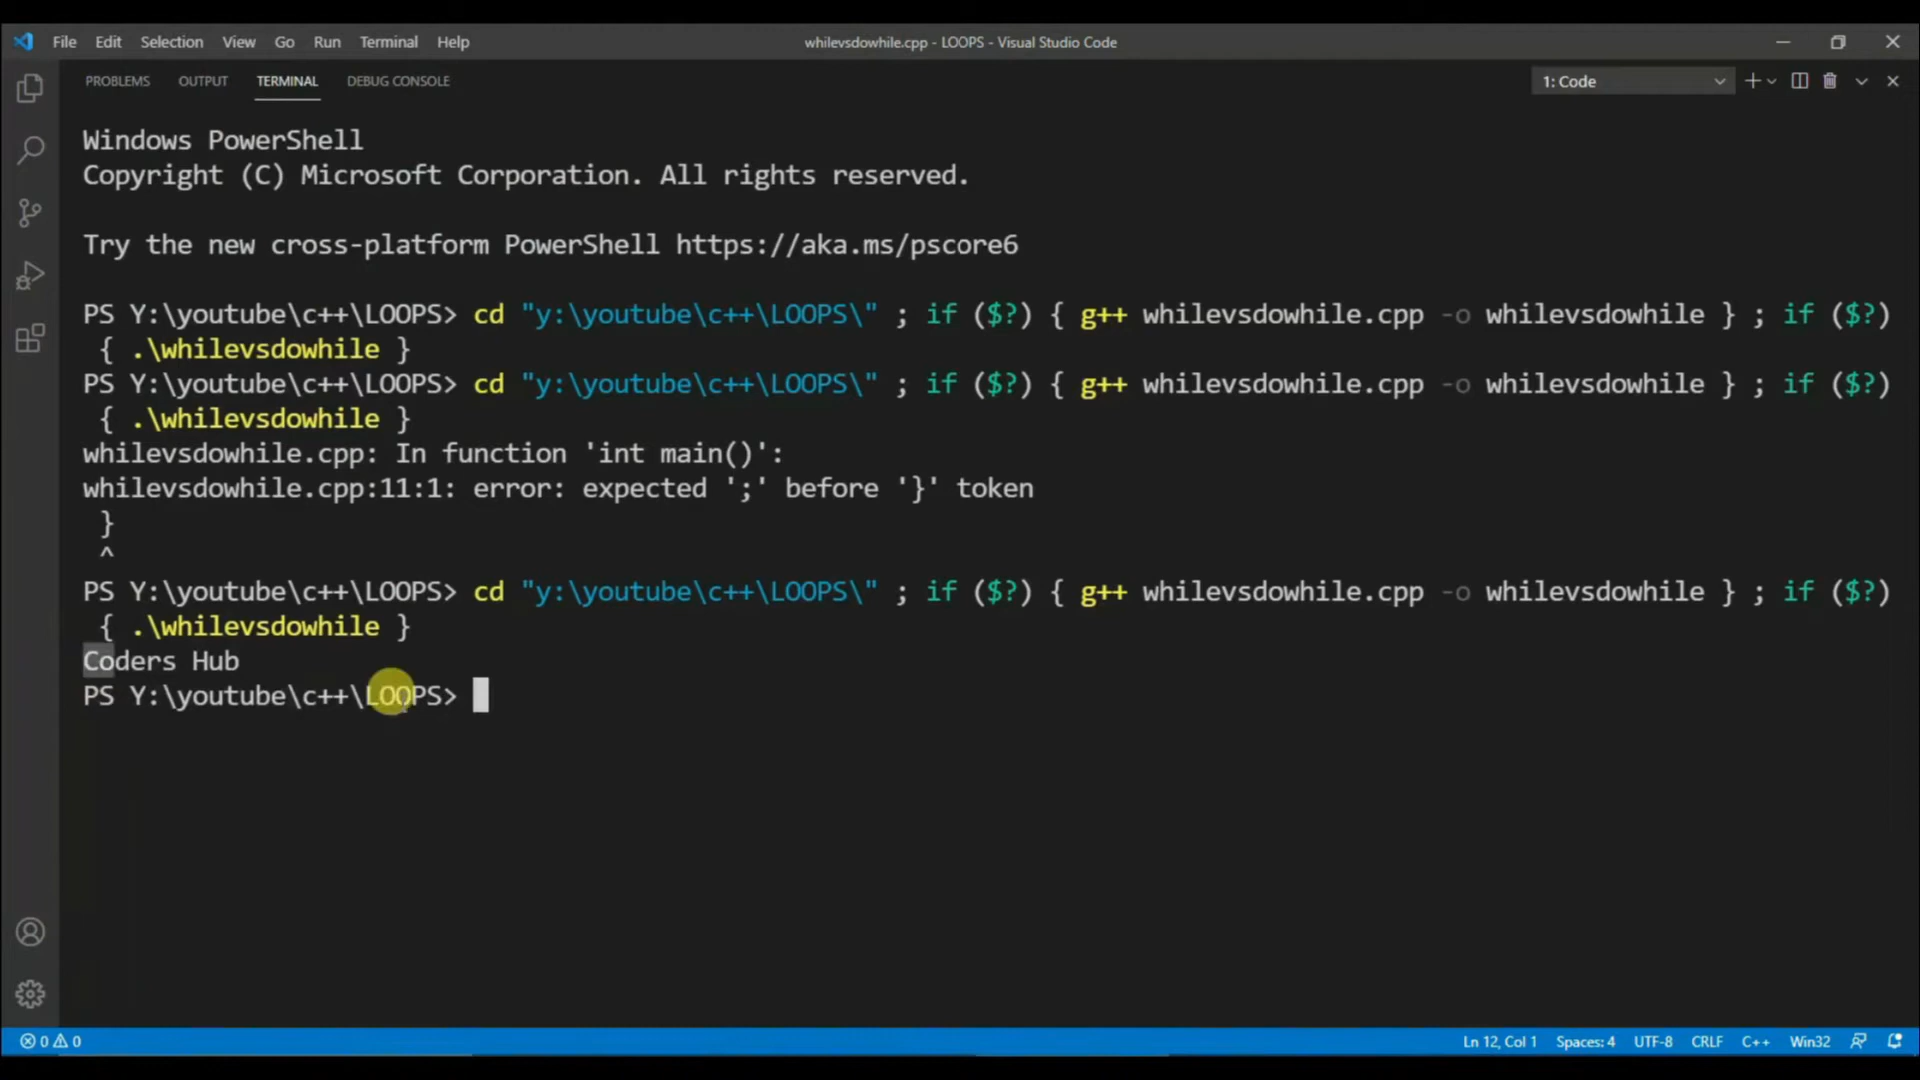 File Edit Selection View Go Run Terminal Help
whilevsdowhile.cpp - LOOPS - Visual Studio Code
PROBLEMS OUTPUT TERMINAL DEBUG CONSOLE
1: Code
Windows PowerShell
Copyright (C) Microsoft Corporation. All rights reserved.
Try the new cross-platform PowerShell https://aka.ms/pscore6
PS Y:\youtube\c++\LOOPS> cd "y:\youtube\c++\LOOPS\" ; if ($?) { g++ whilevsdowhile.cpp -o whilevsdowhile } ; if ($?)
{ .\whilevsdowhile }
PS Y:\youtube\c++\LOOPS> cd "y:\youtube\c++\LOOPS\" ; if ($?) { g++ whilevsdowhile.cpp -o whilevsdowhile } ; if ($?)
{ .\whilevsdowhile }
whilevsdowhile.cpp: In function 'int main()':
whilevsdowhile.cpp:11:1: error: expected ';' before '}' token
}
^
PS Y:\youtube\c++\LOOPS> cd "y:\youtube\c++\LOOPS\" ; if ($?) { g++ whilevsdowhile.cpp -o whilevsdowhile } ; if ($?)
{ .\whilevsdowhile }
Coders Hub
PS Y:\youtube\c++\LOOPS>
0 0
Ln 12, Col 1 Spaces: 4 UTF-8 CRLF C++ Win32